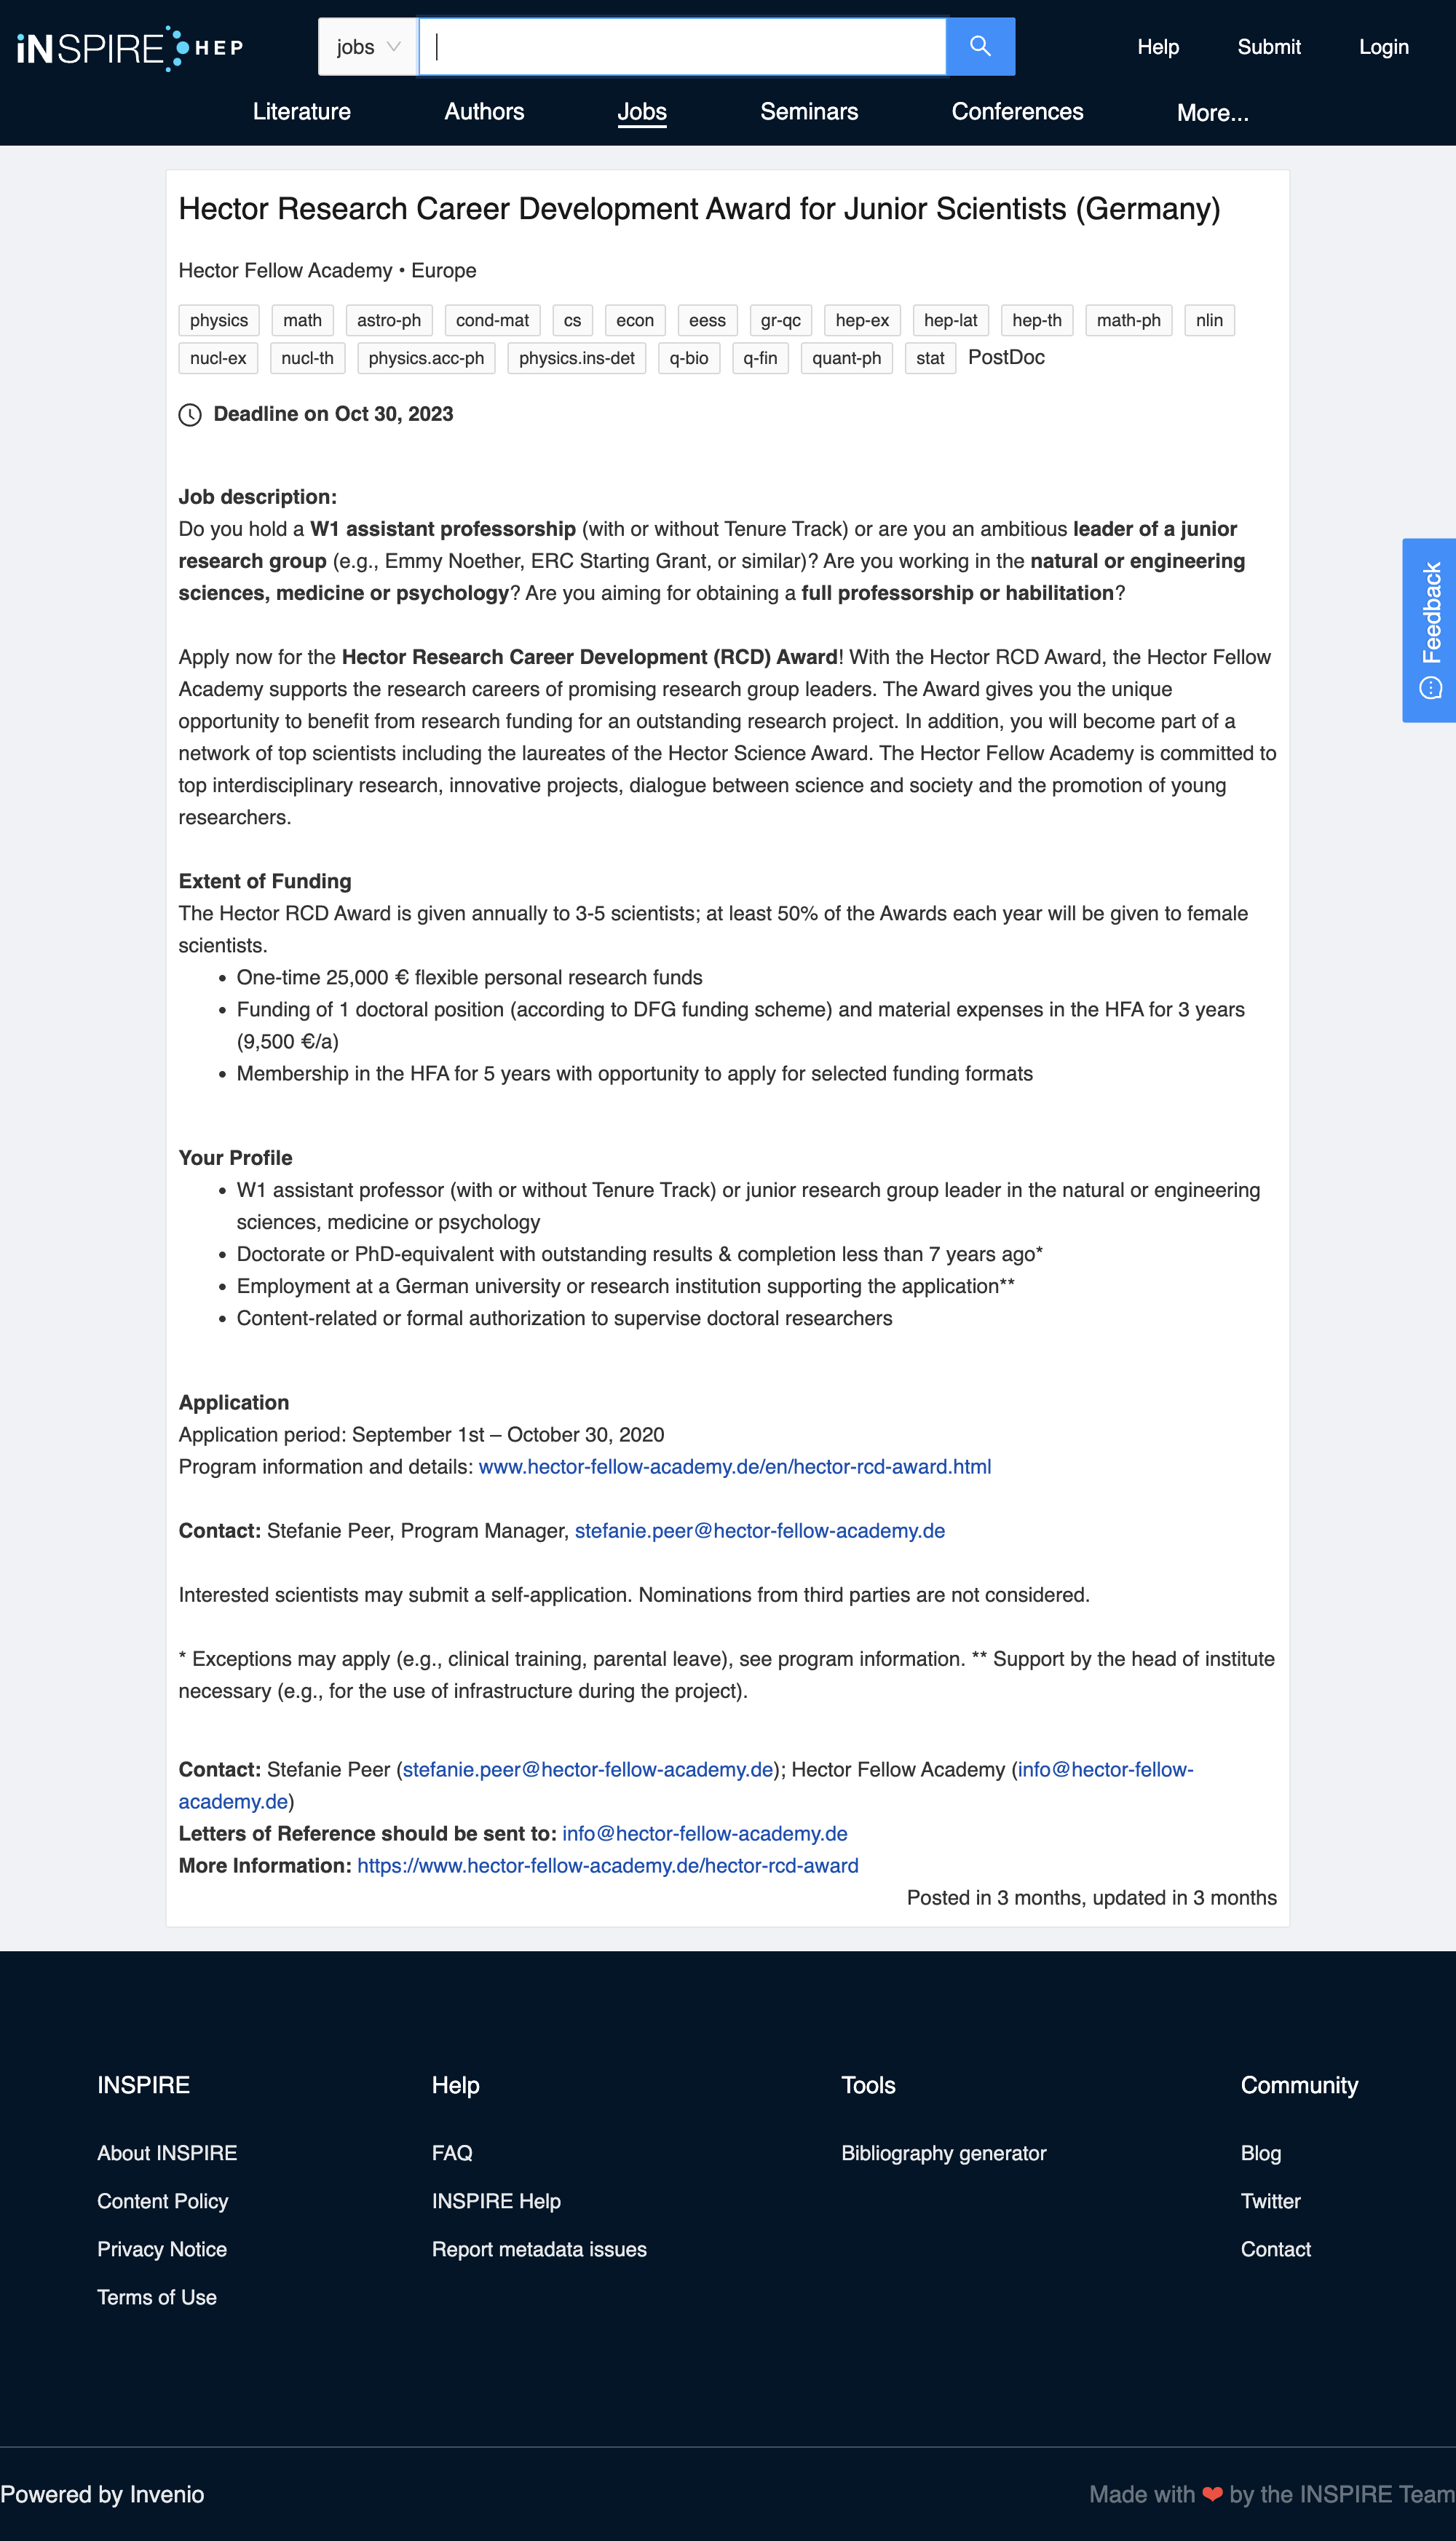 iNSPIRE HEP
jobs
Help
Submit
Login
Literature
Authors
Jobs
Seminars
Conferences
More...
Hector Research Career Development Award for Junior Scientists (Germany)
Hector Fellow Academy • Europe
physics math astro-ph cond-mat cs econ eess gr-qc hep-ex hep-lat hep-th math-ph nlin
nucl-ex nucl-th physics.acc-ph physics.ins-det q-bio q-fin quant-ph stat PostDoc
Deadline on Oct 30, 2023
Job description:
Do you hold a W1 assistant professorship (with or without Tenure Track) or are you an ambitious leader of a junior
research group (e.g., Emmy Noether, ERC Starting Grant, or similar)? Are you working in the natural or engineering
sciences, medicine or psychology? Are you aiming for obtaining a full professorship or habilitation?
Apply now for the Hector Research Career Development (RCD) Award! With the Hector RCD Award, the Hector Fellow
Academy supports the research careers of promising research group leaders. The Award gives you the unique
opportunity to benefit from research funding for an outstanding research project. In addition, you will become part of a
network of top scientists including the laureates of the Hector Science Award. The Hector Fellow Academy is committed to
top interdisciplinary research, innovative projects, dialogue between science and society and the promotion of young
researchers.
Extent of Funding
The Hector RCD Award is given annually to 3-5 scientists; at least 50% of the Awards each year will be given to female
scientists.
• One-time 25,000 € flexible personal research funds
• Funding of 1 doctoral position (according to DFG funding scheme) and material expenses in the HFA for 3 years
(9,500 €/a)
• Membership in the HFA for 5 years with opportunity to apply for selected funding formats
Your Profile
• W1 assistant professor (with or without Tenure Track) or junior research group leader in the natural or engineering
sciences, medicine or psychology
• Doctorate or PhD-equivalent with outstanding results & completion less than 7 years ago*
• Employment at a German university or research institution supporting the application**
• Content-related or formal authorization to supervise doctoral researchers
Application
Application period: September 1st – October 30, 2020
Program information and details: www.hector-fellow-academy.de/en/hector-rcd-award.html
Contact: Stefanie Peer, Program Manager, stefanie.peer@hector-fellow-academy.de
Interested scientists may submit a self-application. Nominations from third parties are not considered.
* Exceptions may apply (e.g., clinical training, parental leave), see program information. ** Support by the head of institute
necessary (e.g., for the use of infrastructure during the project).
Contact: Stefanie Peer (stefanie.peer@hector-fellow-academy.de); Hector Fellow Academy (info@hector-fellow-
academy.de)
Letters of Reference should be sent to: info@hector-fellow-academy.de
More Information: https://www.hector-fellow-academy.de/hector-rcd-award
Posted in 3 months, updated in 3 months
Feedback
INSPIRE
About INSPIRE
Content Policy
Privacy Notice
Terms of Use
Help
FAQ
INSPIRE Help
Report metadata issues
Tools
Bibliography generator
Community
Blog
Twitter
Contact
Powered by Invenio
Made with ❤ by the INSPIRE Team